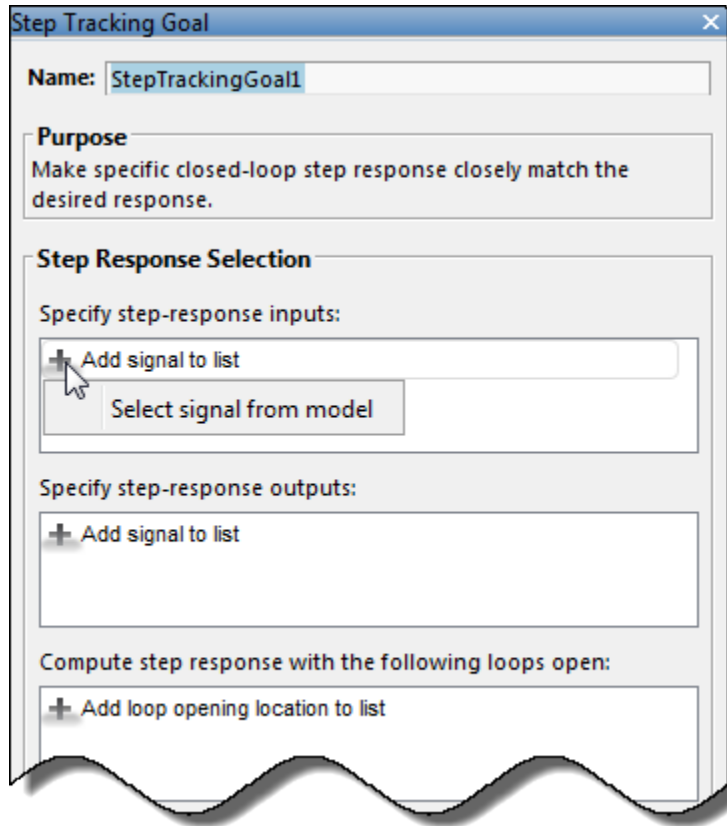 Step Tracking Goal
Name: StepTrackingGoal1
Purpose
Make specific closed-loop step response closely match the
desired response.
Step Response Selection
Specify step-response inputs:
Add signal to list
Select signal from model
Specify step-response outputs:
Add signal to list
Compute step response with the following loops open:
Add loop opening location to list